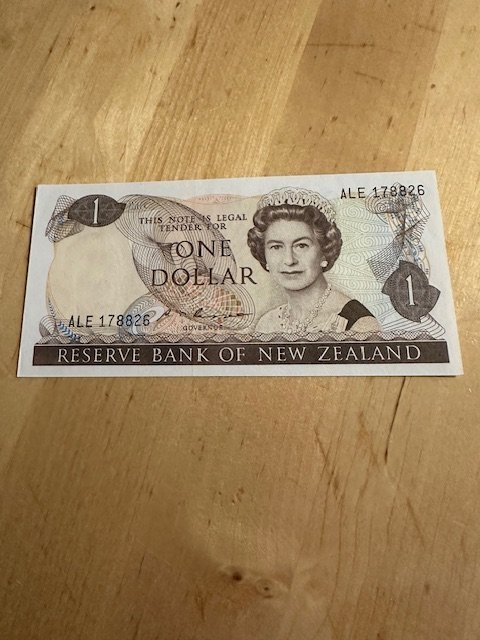 ALE 178826
1
THIS NOTE IS LEGAL
TENDER FOR
ONE
DOLLAR
1
ALE 178826
GOVERNOR
RESERVE BANK OF NEW ZEALAND